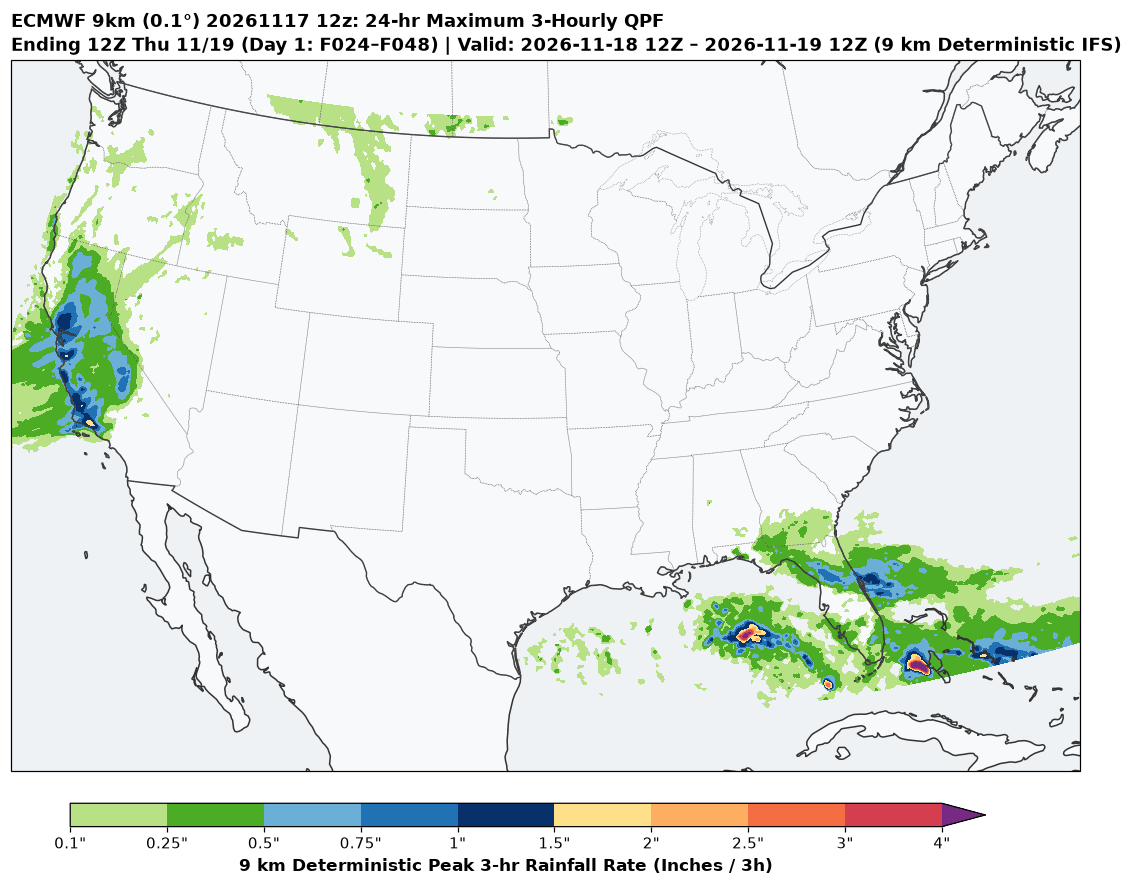 ECMWF 9km (0.1°) 20261117 12z: 24-hr Maximum 3-Hourly QPF
Ending 12Z Thu 11/19 (Day 1: F024–F048) | Valid: 2026-11-18 12Z – 2026-11-19 12Z (9 km Deterministic IFS)
0.1" 0.25" 0.5" 0.75" 1" 1.5" 2" 2.5" 3" 4"
9 km Deterministic Peak 3-hr Rainfall Rate (Inches / 3h)